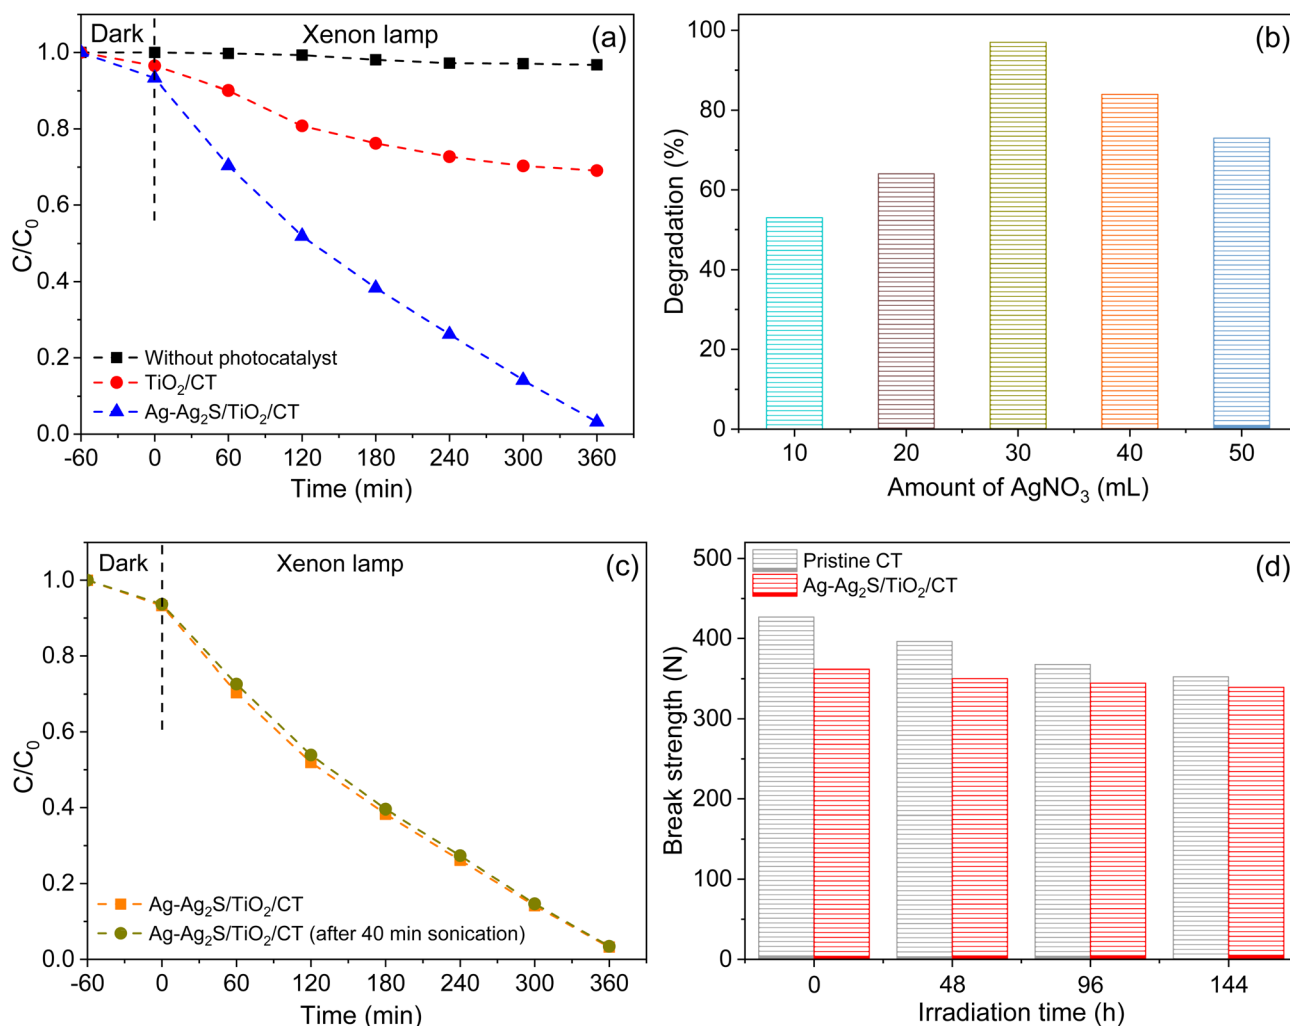 Dark
Xenon lamp
(a)
1.0
0.8
0.6
0.4
0.2
0.0
C/C₀
Without photocatalyst
TiO₂/CT
Ag-Ag₂S/TiO₂/CT
-60 0 60 120 180 240 300 360
Time (min)
(b)
100
80
60
40
20
0
Degradation (%)
10 20 30 40 50
Amount of AgNO₃ (mL)
Dark
Xenon lamp
(c)
1.0
0.8
0.6
0.4
0.2
0.0
C/C₀
Ag-Ag₂S/TiO₂/CT
Ag-Ag₂S/TiO₂/CT (after 40 min sonication)
-60 0 60 120 180 240 300 360
Time (min)
Pristine CT
Ag-Ag₂S/TiO₂/CT
(d)
500
400
300
200
100
0
Break strength (N)
0 48 96 144
Irradiation time (h)